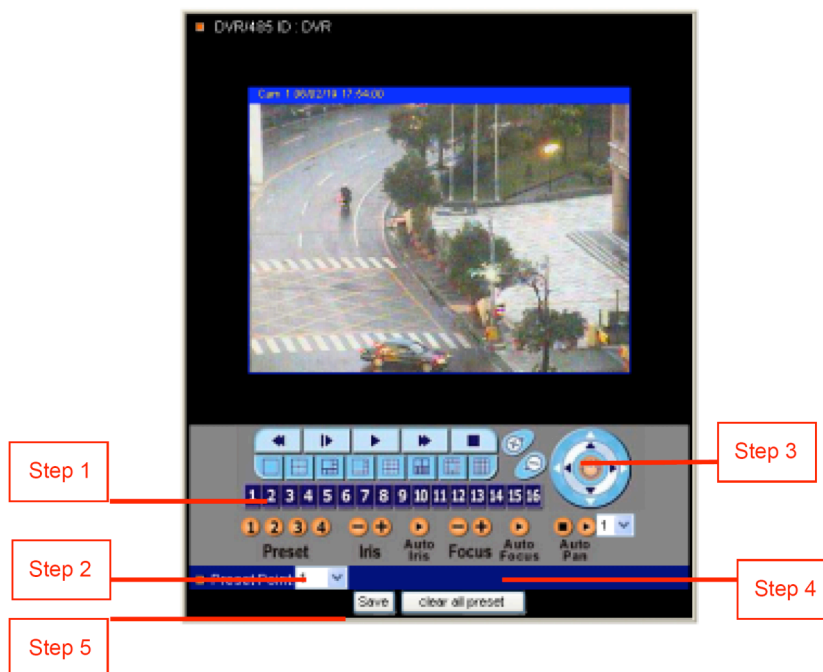 DVR/485 ID : DVR
Cam 1 06/02/19 17:54:00
Step 1
Step 3
1 2 3 4 5 6 7 8 9 10 11 12 13 14 15 16
1 2 3 4
1
Preset
Iris
Auto Iris
Focus
Auto Focus
Auto Pan
Step 2
Preset Point
1
Step 4
Save
clear all preset
Step 5